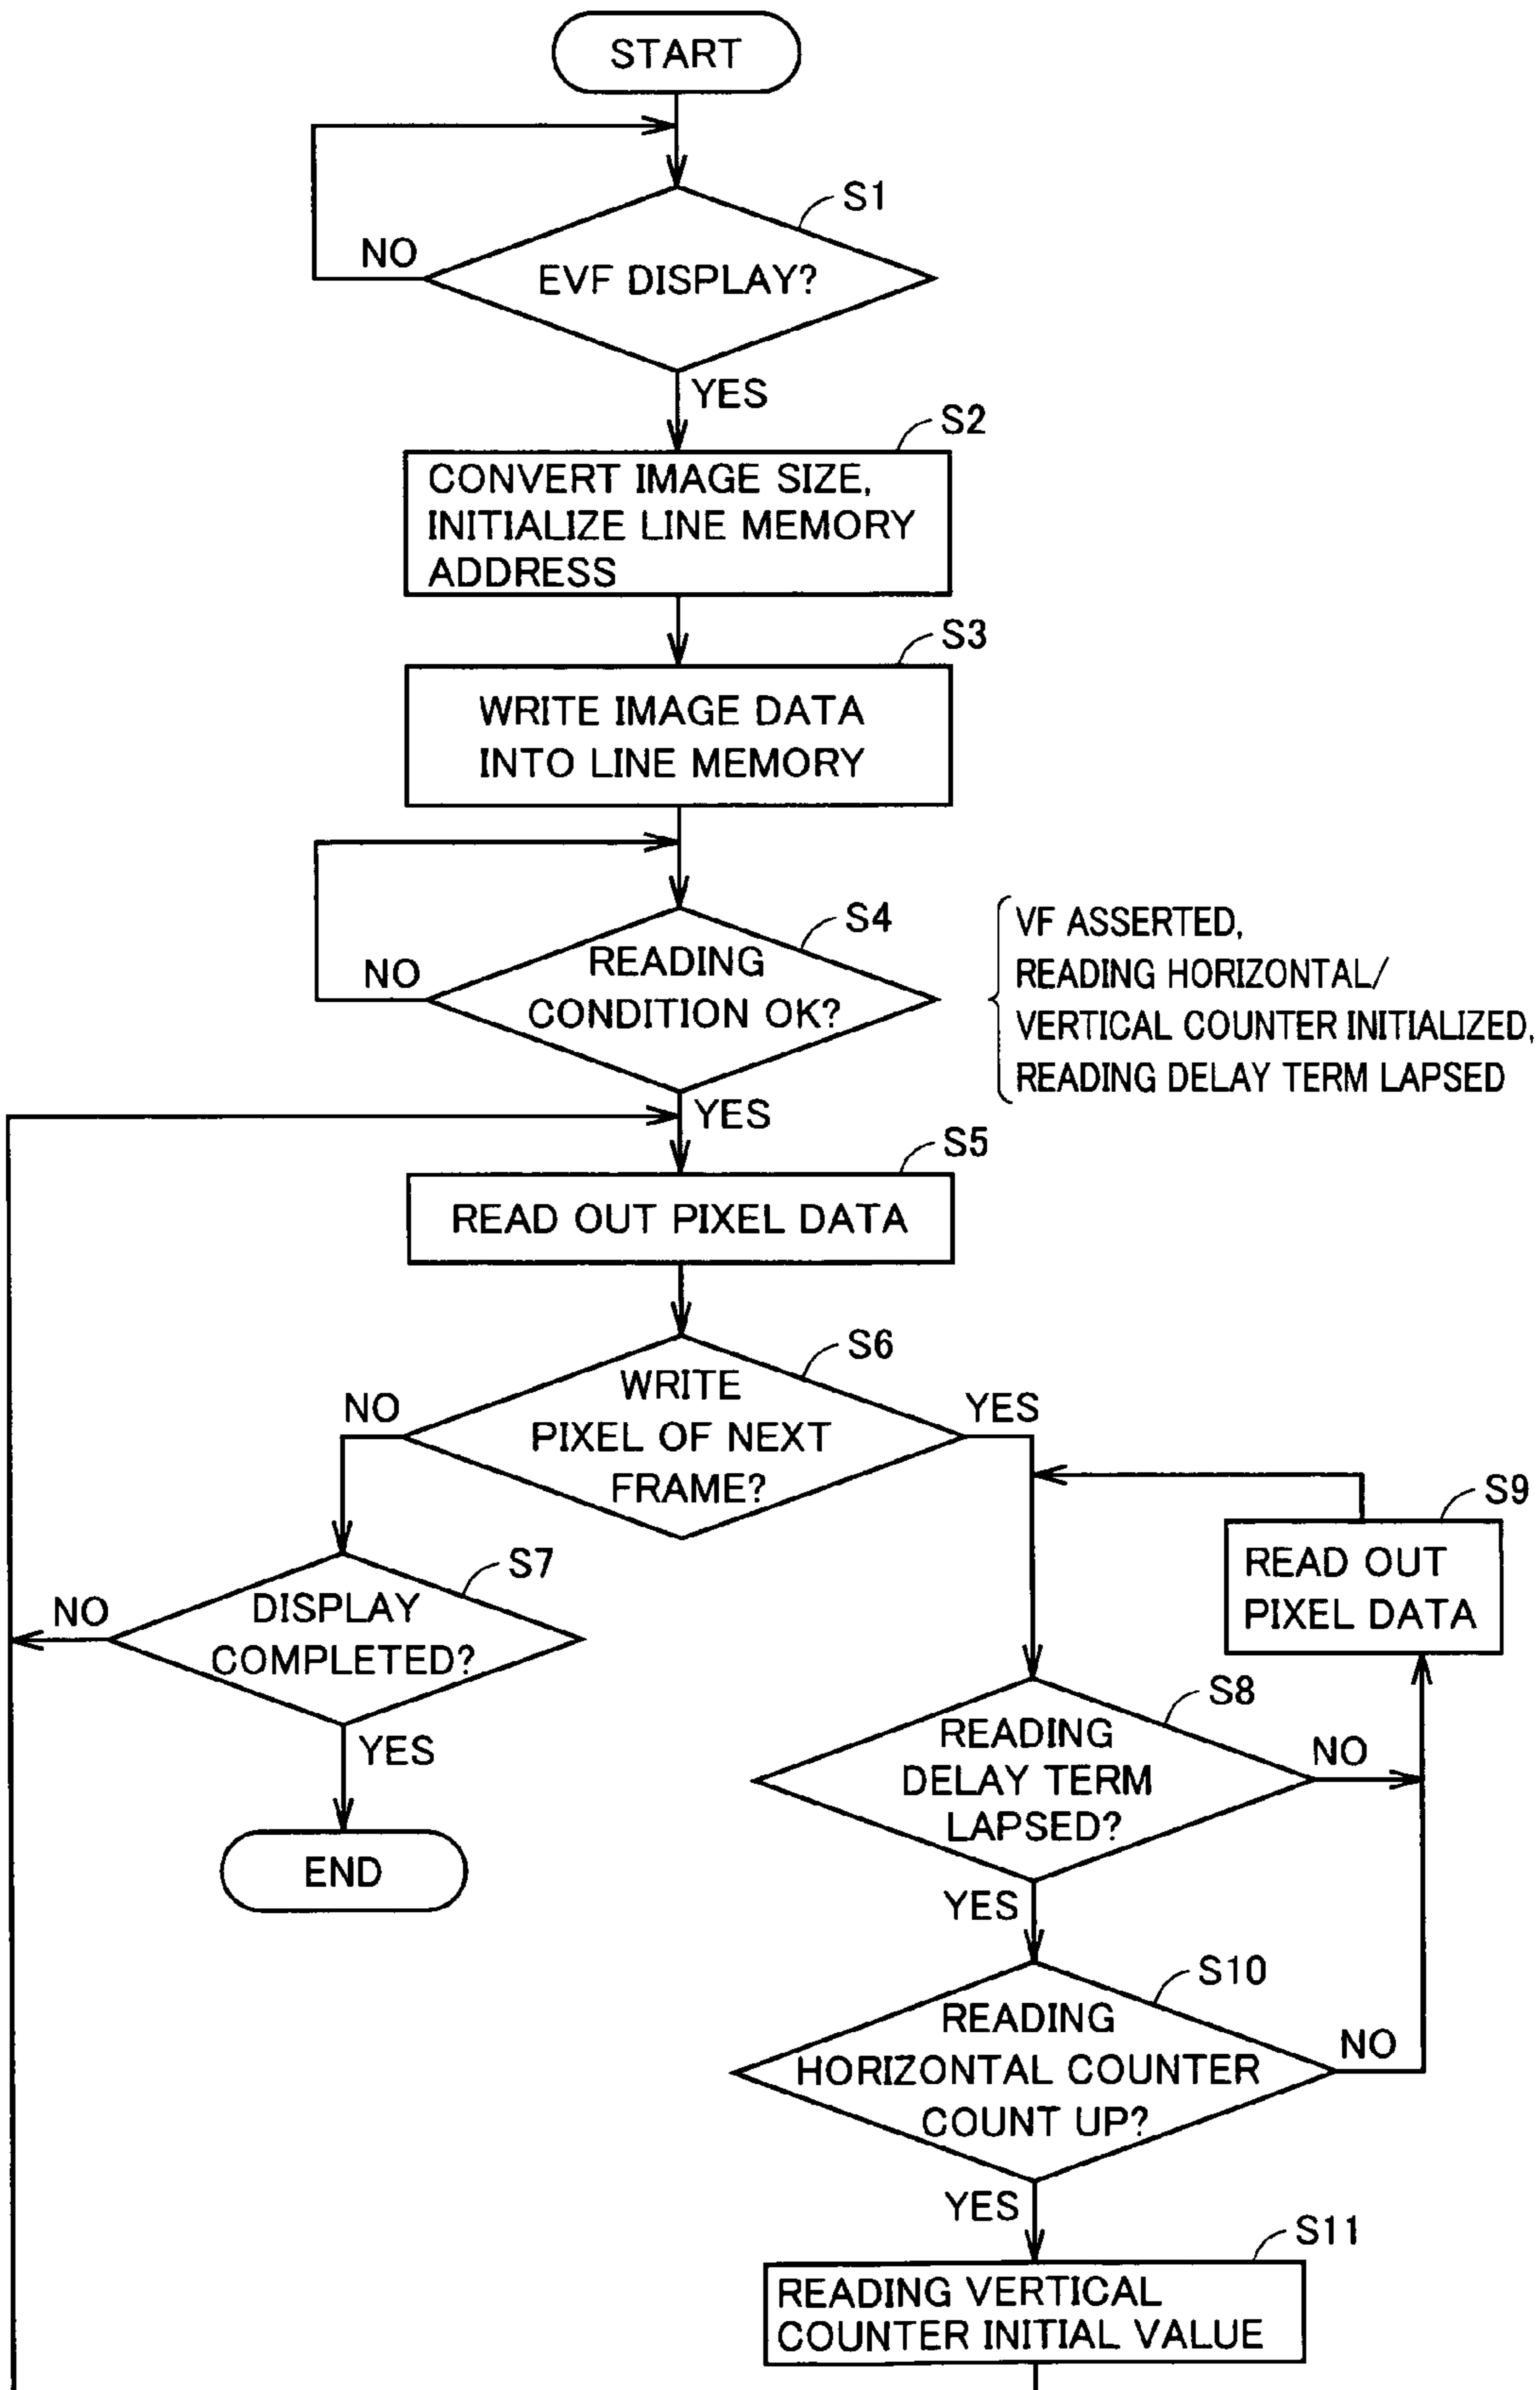 START
S1
NO
EVF DISPLAY?
YES
S2
CONVERT IMAGE SIZE,
INITIALIZE LINE MEMORY
ADDRESS
S3
WRITE IMAGE DATA
INTO LINE MEMORY
S4
NO
READING
CONDITION OK?
VF ASSERTED,
READING HORIZONTAL/
VERTICAL COUNTER INITIALIZED,
READING DELAY TERM LAPSED
YES
S5
READ OUT PIXEL DATA
S6
NO
WRITE
PIXEL OF NEXT
FRAME?
YES
S7
NO
DISPLAY
COMPLETED?
YES
END
S9
READ OUT
PIXEL DATA
S8
READING
DELAY TERM
LAPSED?
NO
YES
S10
READING
HORIZONTAL COUNTER
COUNT UP?
NO
YES
S11
READING VERTICAL
COUNTER INITIAL VALUE